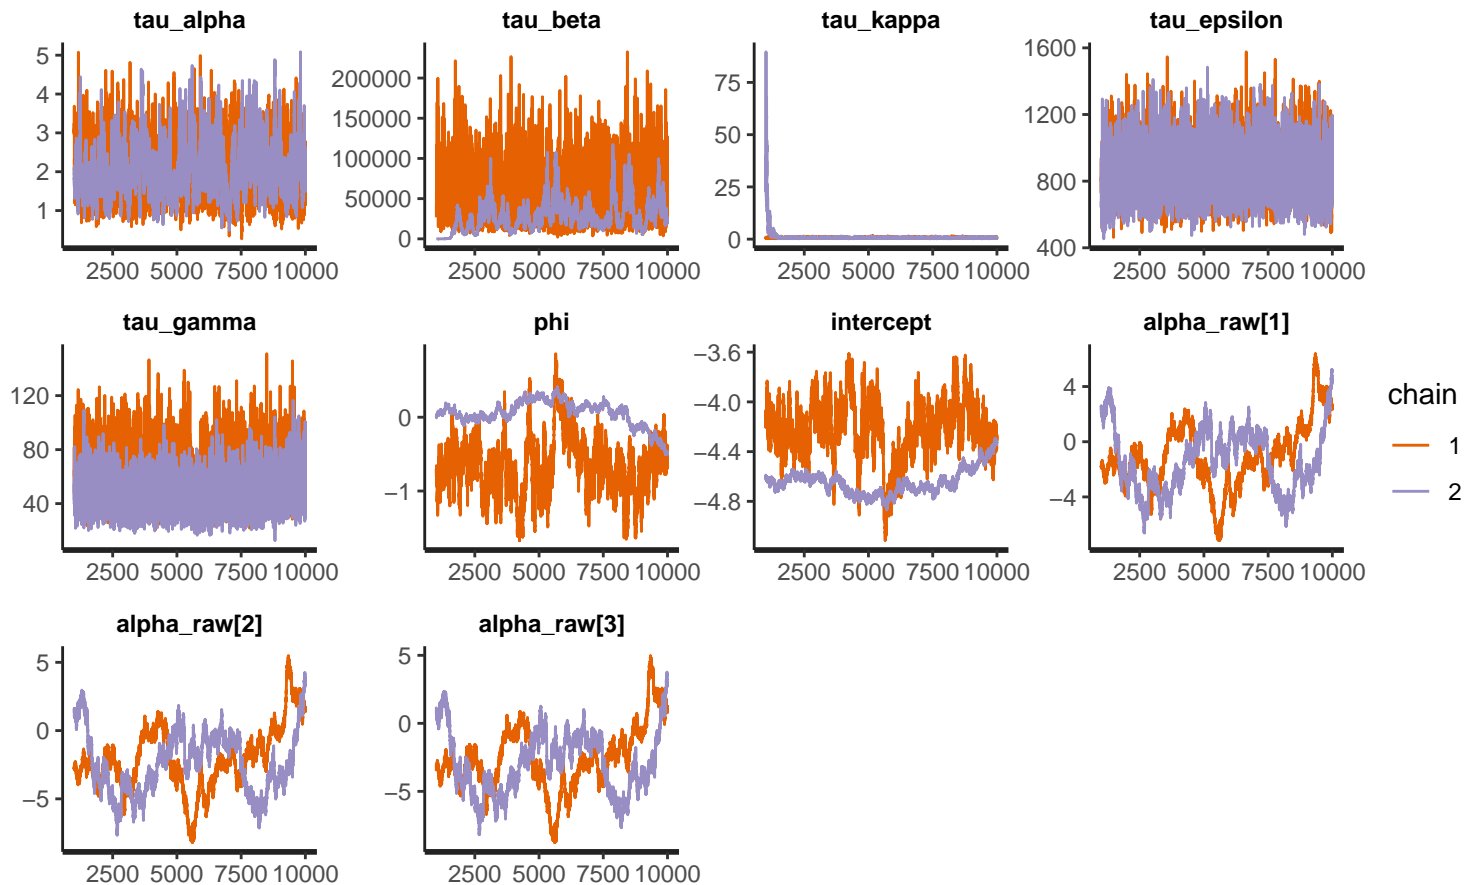 tau_alpha tau_beta tau_kappa tau_epsilon
5
4
3
2
1
2500 5000 7500 10000
200000
150000
100000
50000
0
2500 5000 7500 10000
75
50
25
0
2500 5000 7500 10000
1600
1200
800
400
2500 5000 7500 10000
tau_gamma phi intercept alpha_raw[1]
120
80
40
2500 5000 7500 10000
0
−1
2500 5000 7500 10000
−3.6
−4.0
−4.4
−4.8
2500 5000 7500 10000
4
0
−4
2500 5000 7500 10000
chain
1
2
alpha_raw[2] alpha_raw[3]
5
0
−5
2500 5000 7500 10000
5
0
−5
2500 5000 7500 10000